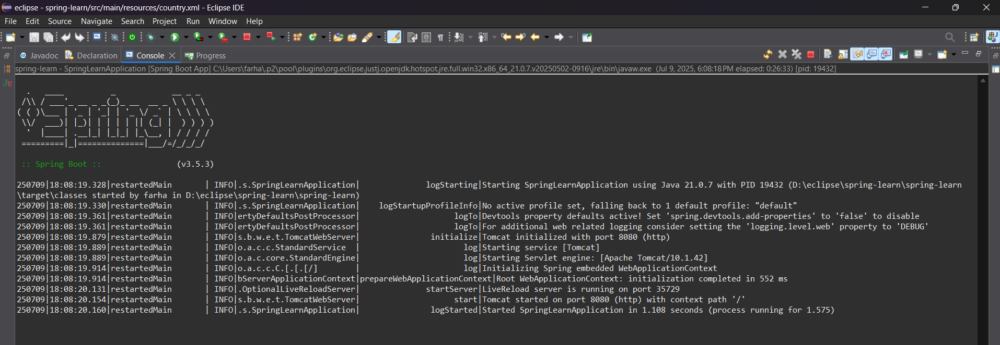 eclipse - spring-learn/src/main/resources/country.xml - Eclipse IDE
File Edit Source Navigate Search Project Run Window Help
@ Javadoc Declaration Console Progress
spring-learn - SpringLearnApplication [Spring Boot App] C:\Users\farha\.p2\pool\plugins\org.eclipse.justj.openjdk.hotspot.jre.full.win32.x86_64_21.0.7.v20250502-0916\jre\bin\javaw.exe (Jul 9, 2025, 6:08:18 PM elapsed: 0:26:33) [pid: 19432]
Ju
Spring
:: Spring Boot :: (v3.5.3)
250709|18:08:19.328|restartedMain | INFO|.s.SpringLearnApplication| logStarting|Starting SpringLearnApplication using Java 21.0.7 with PID 19432 (D:\eclipse\spring-learn\spring-learn
\target\classes started by farha in D:\eclipse\spring-learn\spring-learn)
250709|18:08:19.330|restartedMain | INFO|.s.SpringLearnApplication| logStartupProfileInfo|No active profile set, falling back to 1 default profile: "default"
250709|18:08:19.361|restartedMain | INFO|ertyDefaultsPostProcessor| logTo|Devtools property defaults active! Set 'spring.devtools.add-properties' to 'false' to disable
250709|18:08:19.361|restartedMain | INFO|ertyDefaultsPostProcessor| logTo|For additional web related logging consider setting the 'logging.level.web' property to 'DEBUG'
250709|18:08:19.879|restartedMain | INFO|s.b.w.e.t.TomcatWebServer| initialize|Tomcat initialized with port 8080 (http)
250709|18:08:19.889|restartedMain | INFO|o.a.c.c.StandardService | log|Starting service [Tomcat]
250709|18:08:19.889|restartedMain | INFO|o.a.c.core.StandardEngine| log|Starting Servlet engine: [Apache Tomcat/10.1.42]
250709|18:08:19.914|restartedMain | INFO|o.a.c.c.C.[.[.[/] | log|Initializing Spring embedded WebApplicationContext
250709|18:08:19.914|restartedMain | INFO|bServerApplicationContext|prepareWebApplicationContext|Root WebApplicationContext: initialization completed in 552 ms
250709|18:08:20.131|restartedMain | INFO|.OptionalLiveReloadServer| startServer|LiveReload server is running on port 35729
250709|18:08:20.154|restartedMain | INFO|s.b.w.e.t.TomcatWebServer| start|Tomcat started on port 8080 (http) with context path '/'
250709|18:08:20.160|restartedMain | INFO|.s.SpringLearnApplication| logStarted|Started SpringLearnApplication in 1.108 seconds (process running for 1.575)